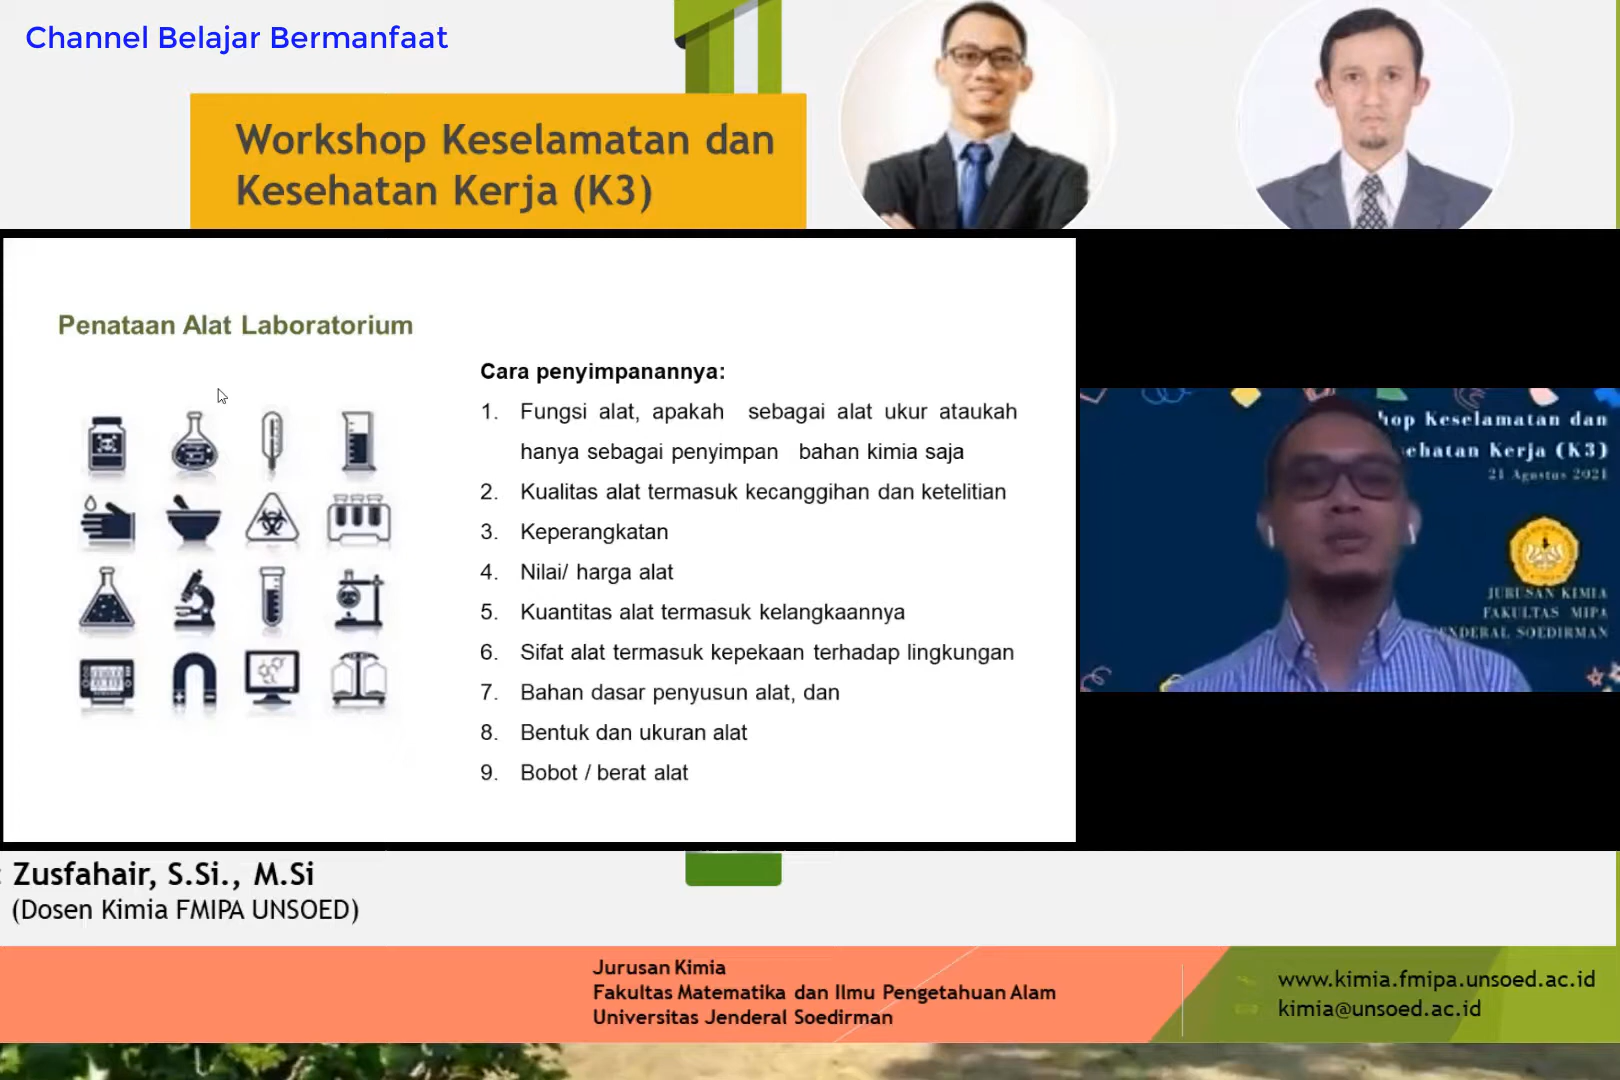 Channel Belajar Bermanfaat
Workshop Keselamatan dan
Kesehatan Kerja (K3)
Penataan Alat Laboratorium
Cara penyimpanannya:
1. Fungsi alat, apakah sebagai alat ukur ataukah
hanya sebagai penyimpan bahan kimia saja
2. Kualitas alat termasuk kecanggihan dan ketelitian
3. Keperangkatan
4. Nilai/ harga alat
5. Kuantitas alat termasuk kelangkaannya
6. Sifat alat termasuk kepekaan terhadap lingkungan
7. Bahan dasar penyusun alat, dan
8. Bentuk dan ukuran alat
9. Bobot / berat alat
hop Keselamatan dan
ehatan Kerja (K3)
21 Agustus 2021
JURUSAN KIMIA
FAKULTAS MIPA
ENDERAL SOEDIRMAN
: Zusfahair, S.Si., M.Si
(Dosen Kimia FMIPA UNSOED)
Jurusan Kimia
Fakultas Matematika dan Ilmu Pengetahuan Alam
Universitas Jenderal Soedirman
www.kimia.fmipa.unsoed.ac.id
kimia@unsoed.ac.id